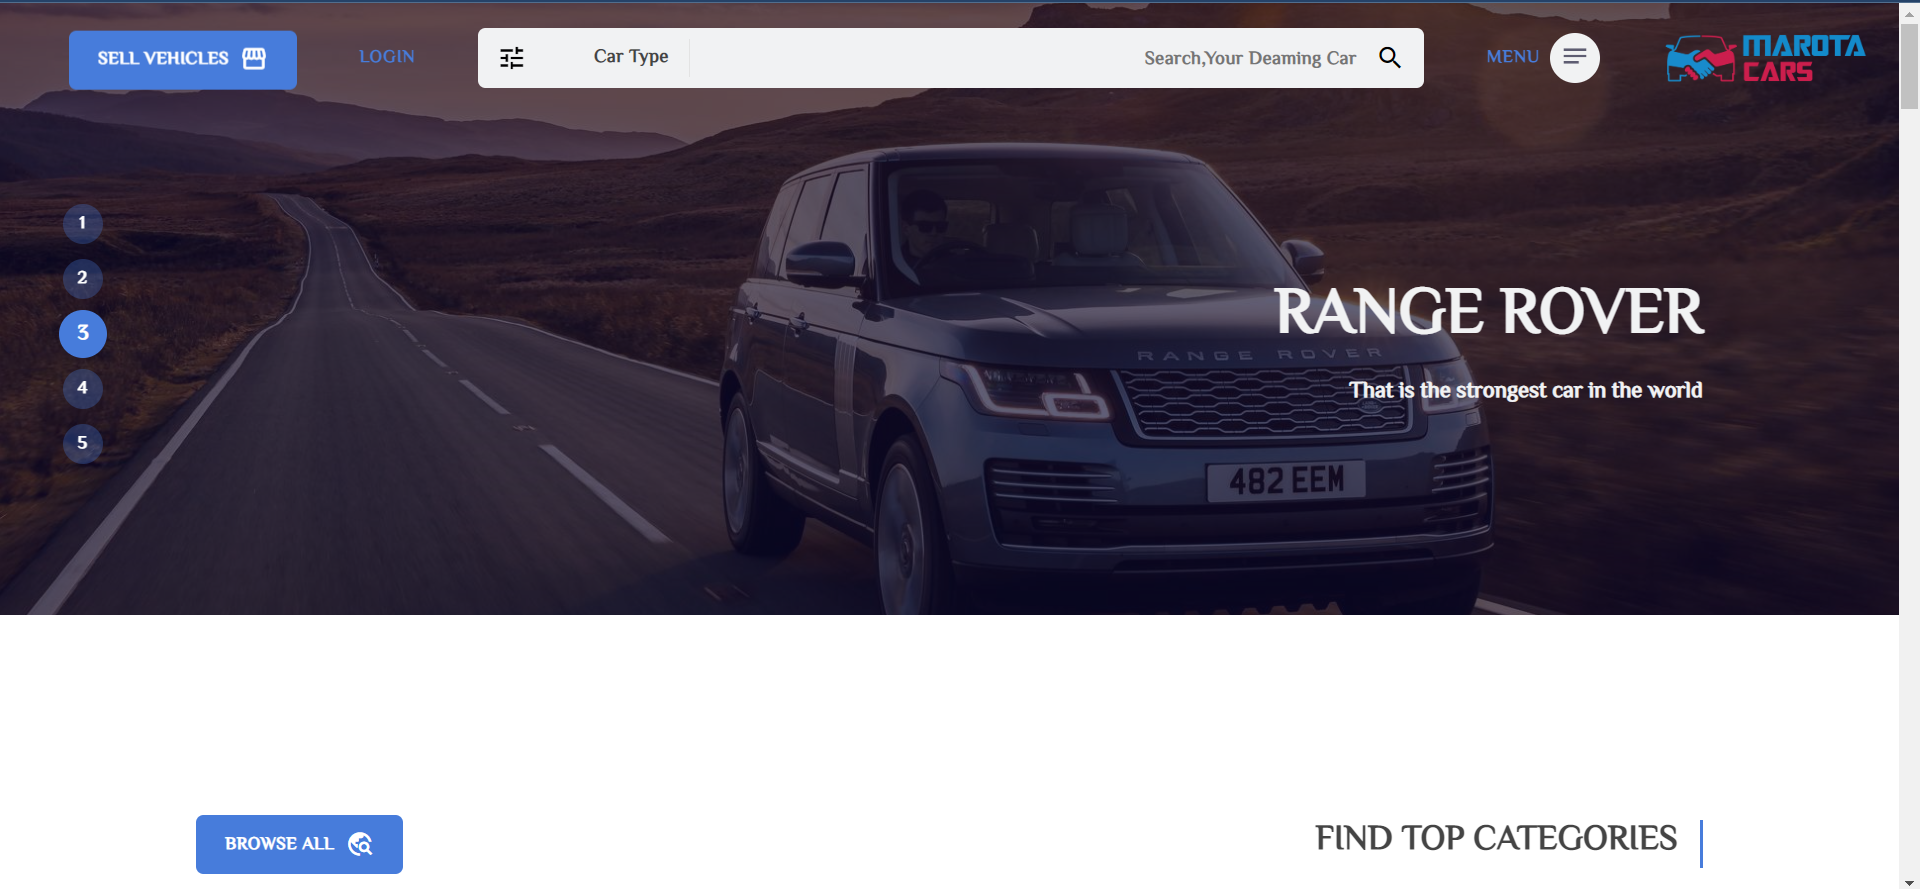 SELL VEHICLES
LOGIN
Car Type
Search,Your Deaming Car
MENU
MAROTA
CARS
1
2
3
4
5
RANGE ROVER
RANGE ROVER
That is the strongest car in the world
482 EEM
BROWSE ALL
FIND TOP CATEGORIES